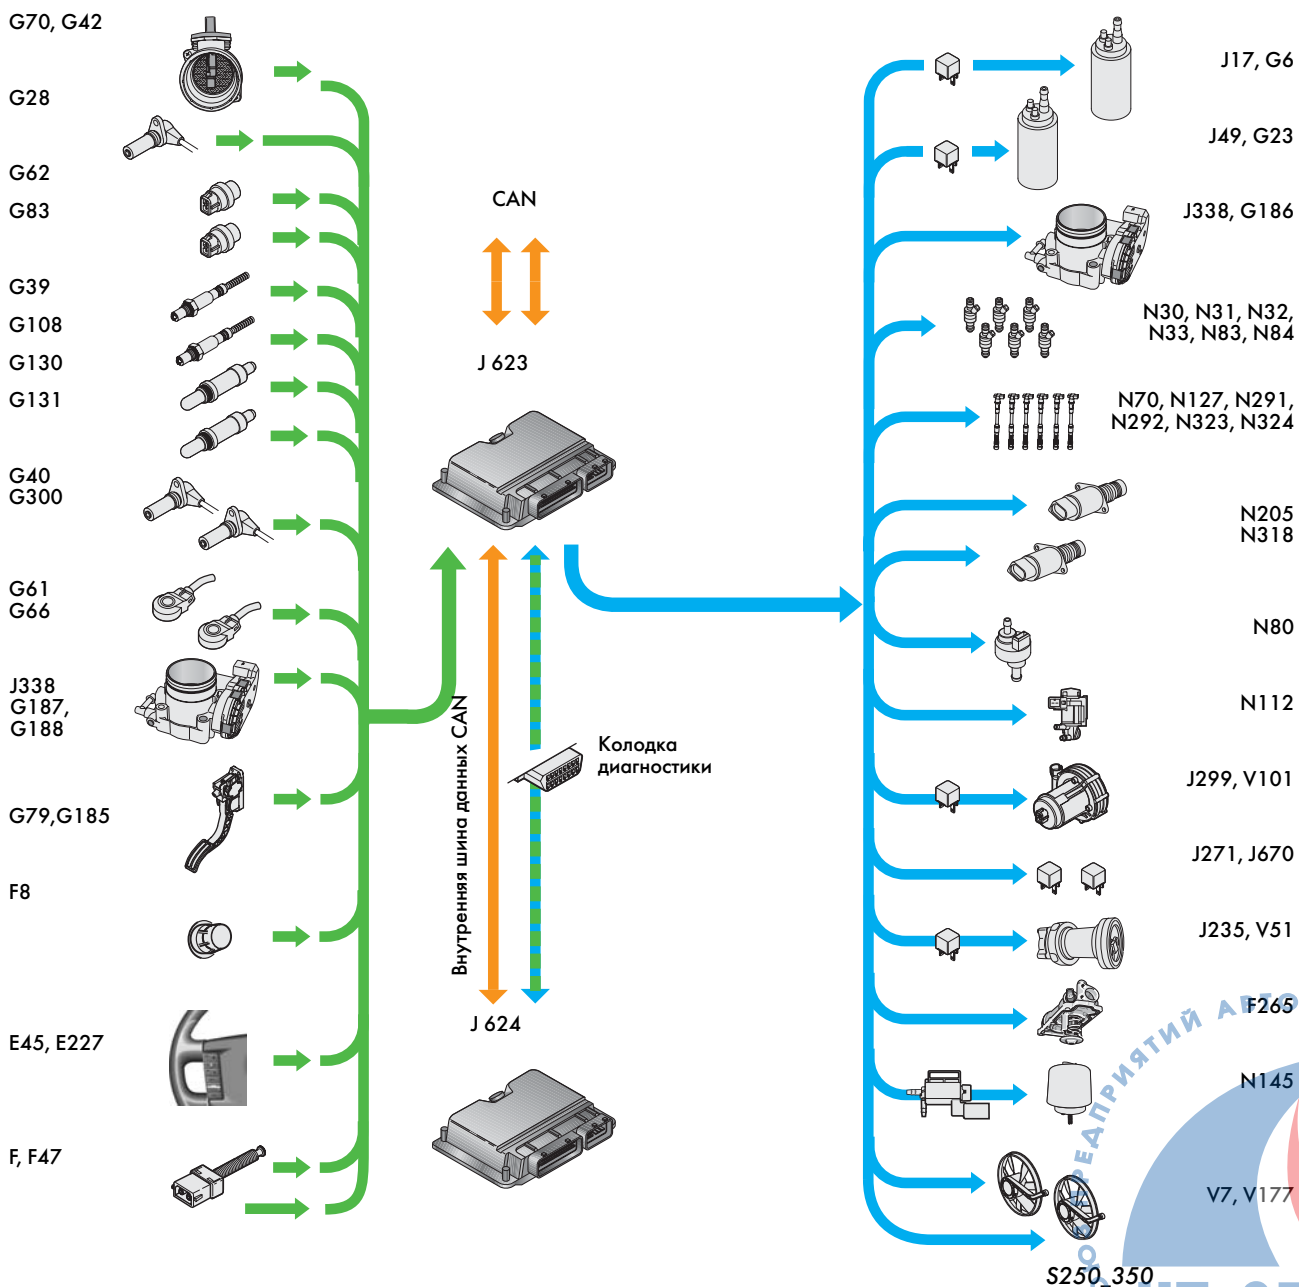 G70, G42
G28
G62
G83
G39
G108
G130
G131
G40
G300
G61
G66
J338
G187,
G188
G79,G185
F8
E45, E227
F, F47
CAN
J 623
Внутренняя шина данных CAN
Колодка
диагностики
J 624
J17, G6
J49, G23
J338, G186
N30, N31, N32,
N33, N83, N84
N70, N127, N291,
N292, N323, N324
N205
N318
N80
N112
J299, V101
J271, J670
J235, V51
F265
N145
V7, V177
S250_350